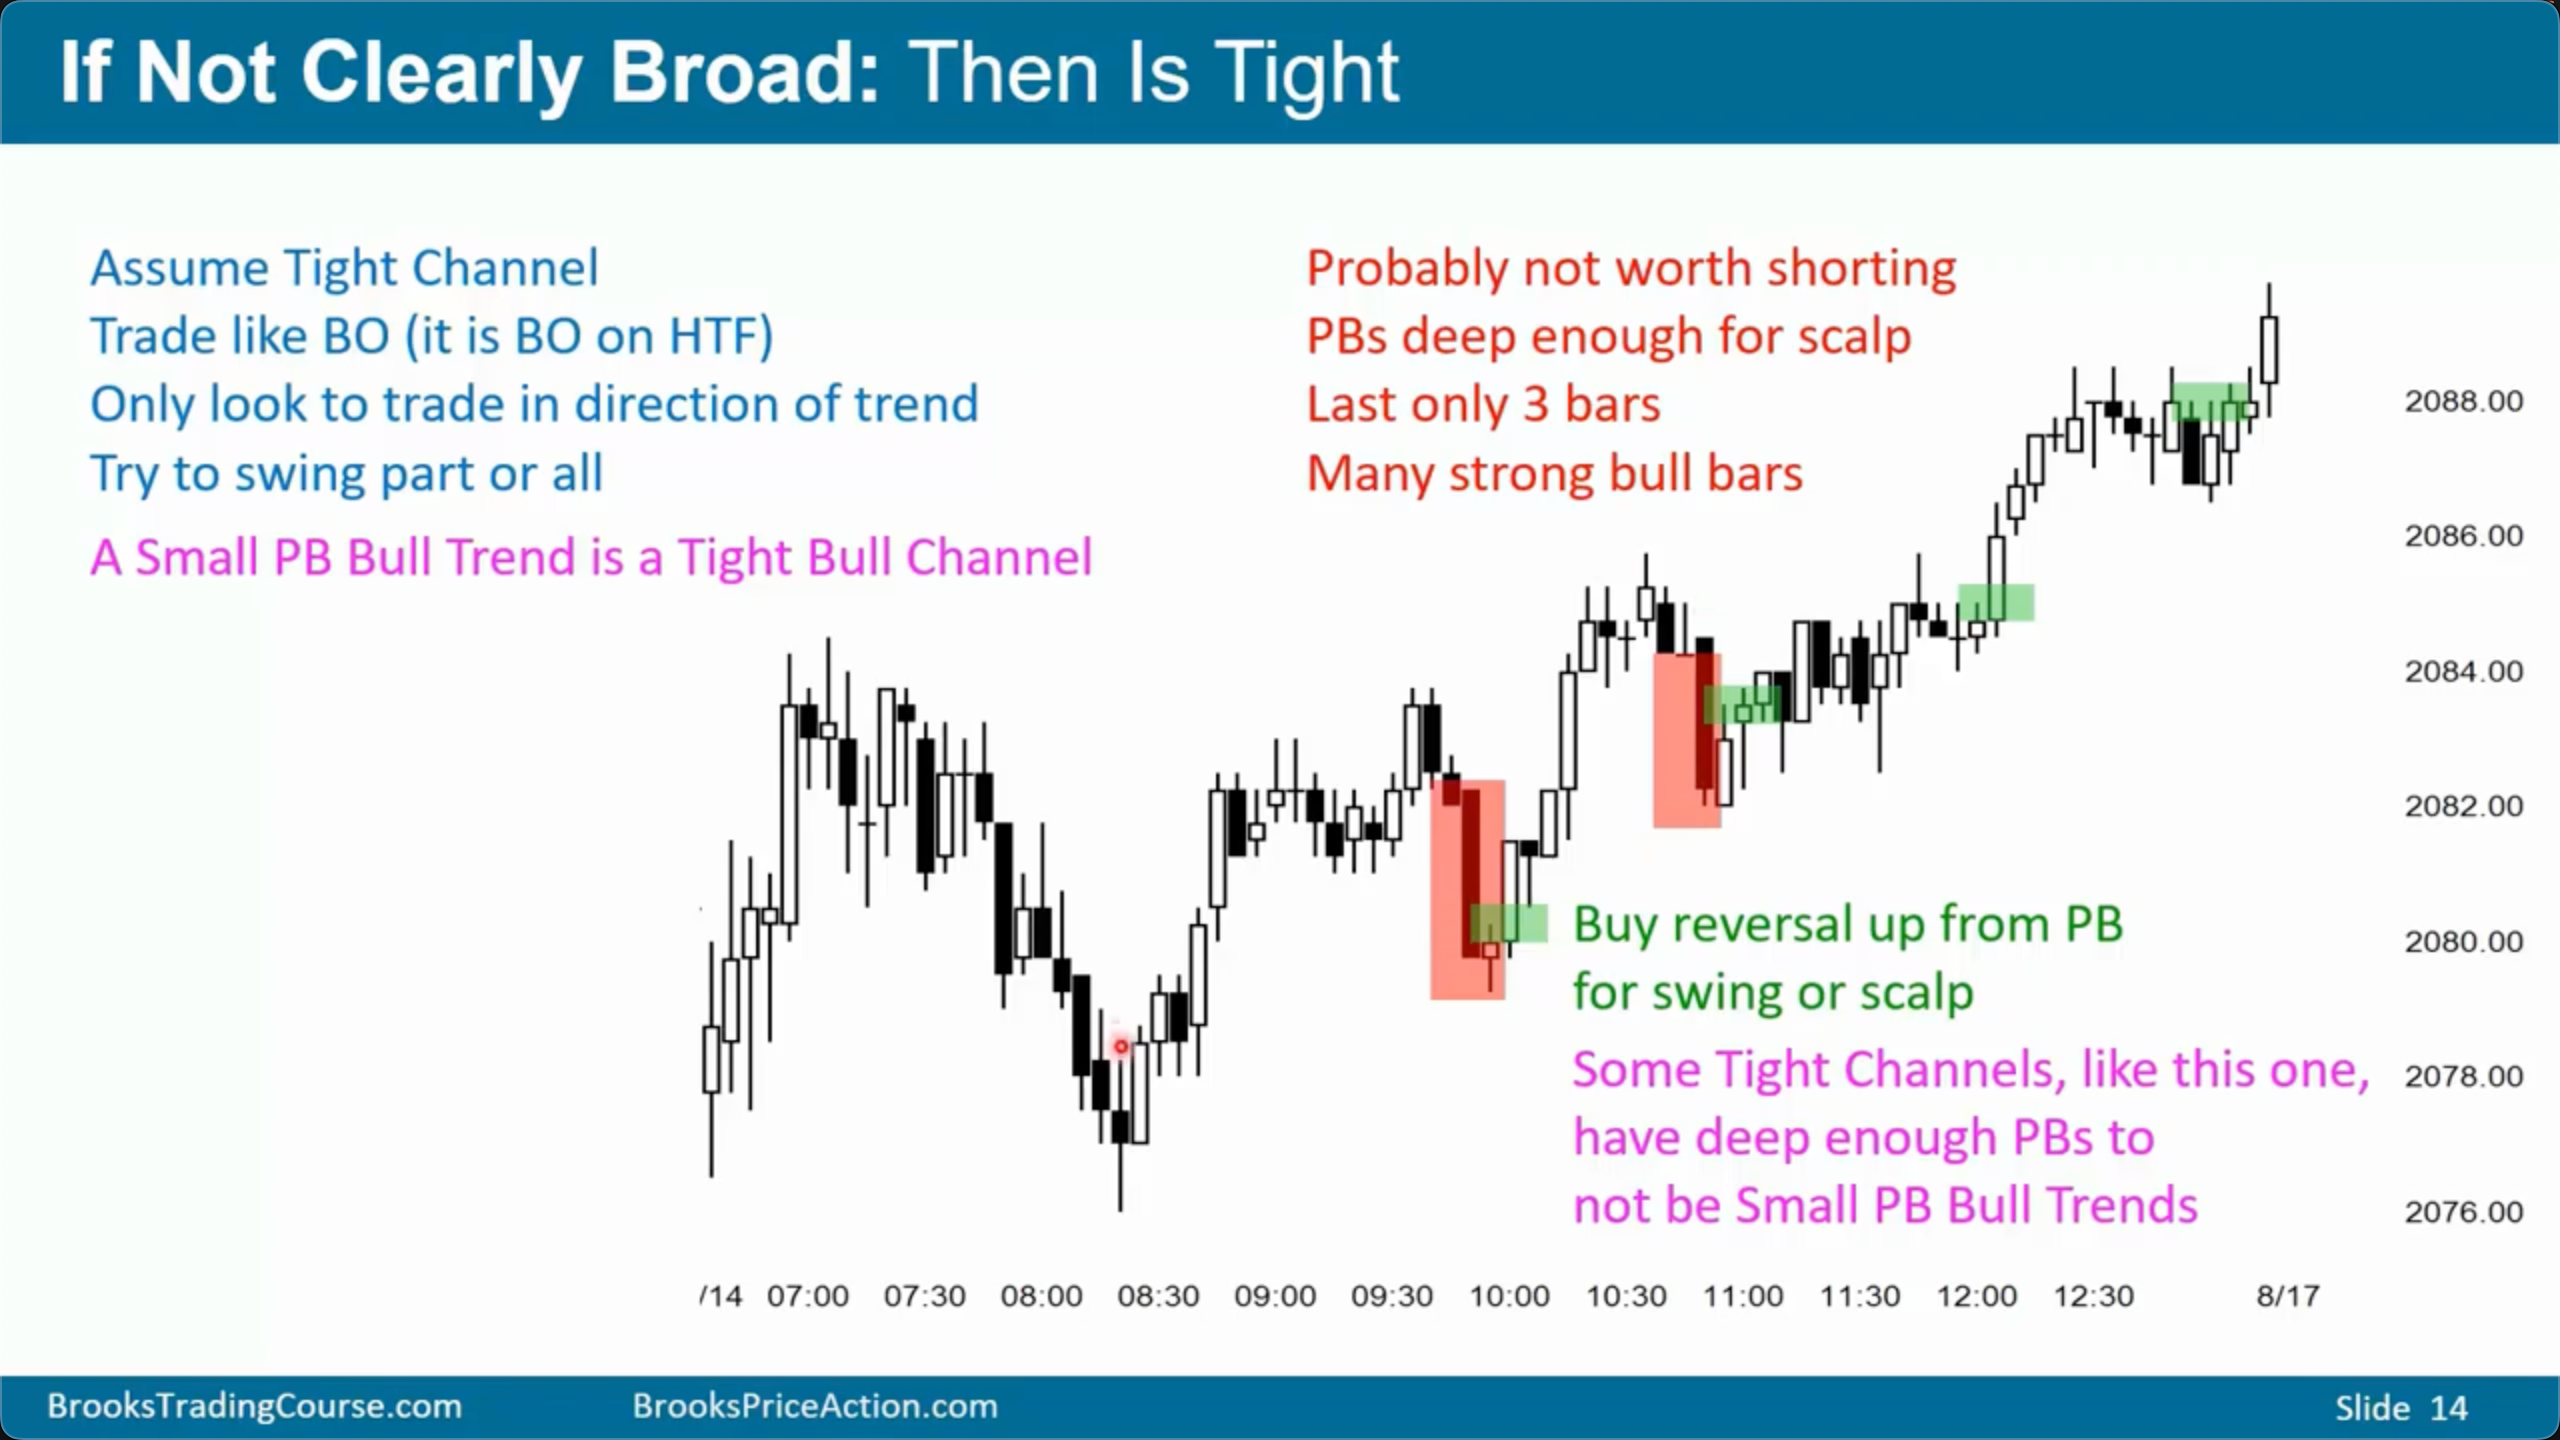 If Not Clearly Broad: Then Is Tight
Assume Tight Channel
Trade like BO (it is BO on HTF)
Only look to trade in direction of trend
Try to swing part or all
A Small PB Bull Trend is a Tight Bull Channel
Probably not worth shorting
PBs deep enough for scalp
Last only 3 bars
Many strong bull bars
Buy reversal up from PB
for swing or scalp
Some Tight Channels, like this one,
have deep enough PBs to
not be Small PB Bull Trends
2088.00
2086.00
2084.00
2082.00
2080.00
2078.00
2076.00
/14 07:00 07:30 08:00 08:30 09:00 09:30 10:00 10:30 11:00 11:30 12:00 12:30 8/17
BrooksTradingCourse.com BrooksPriceAction.com Slide 14